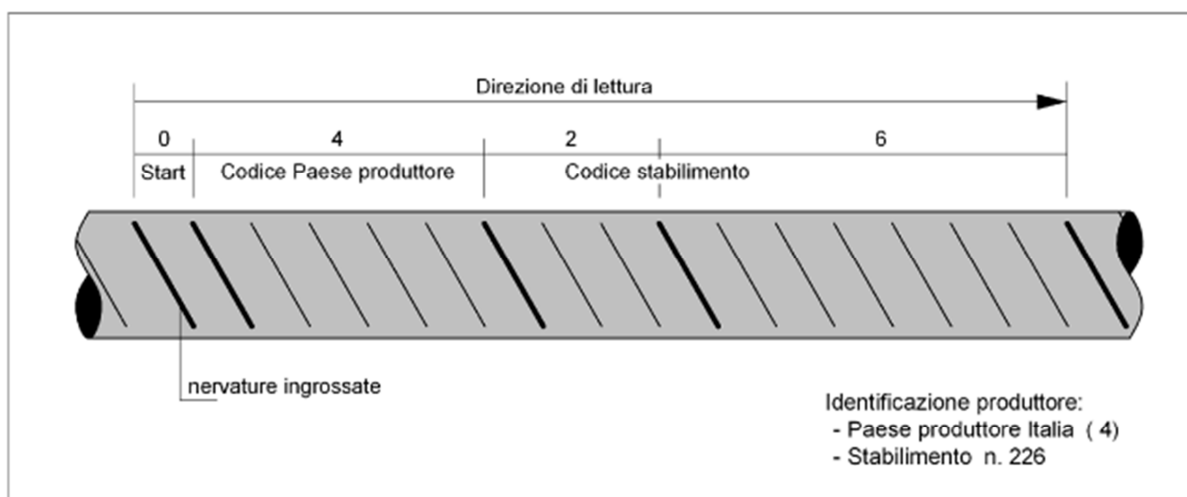 Direzione di lettura
0 4 2 6
Start Codice Paese produttore Codice stabilimento
nervature ingrossate
Identificazione produttore:
- Paese produttore Italia ( 4)
- Stabilimento n. 226